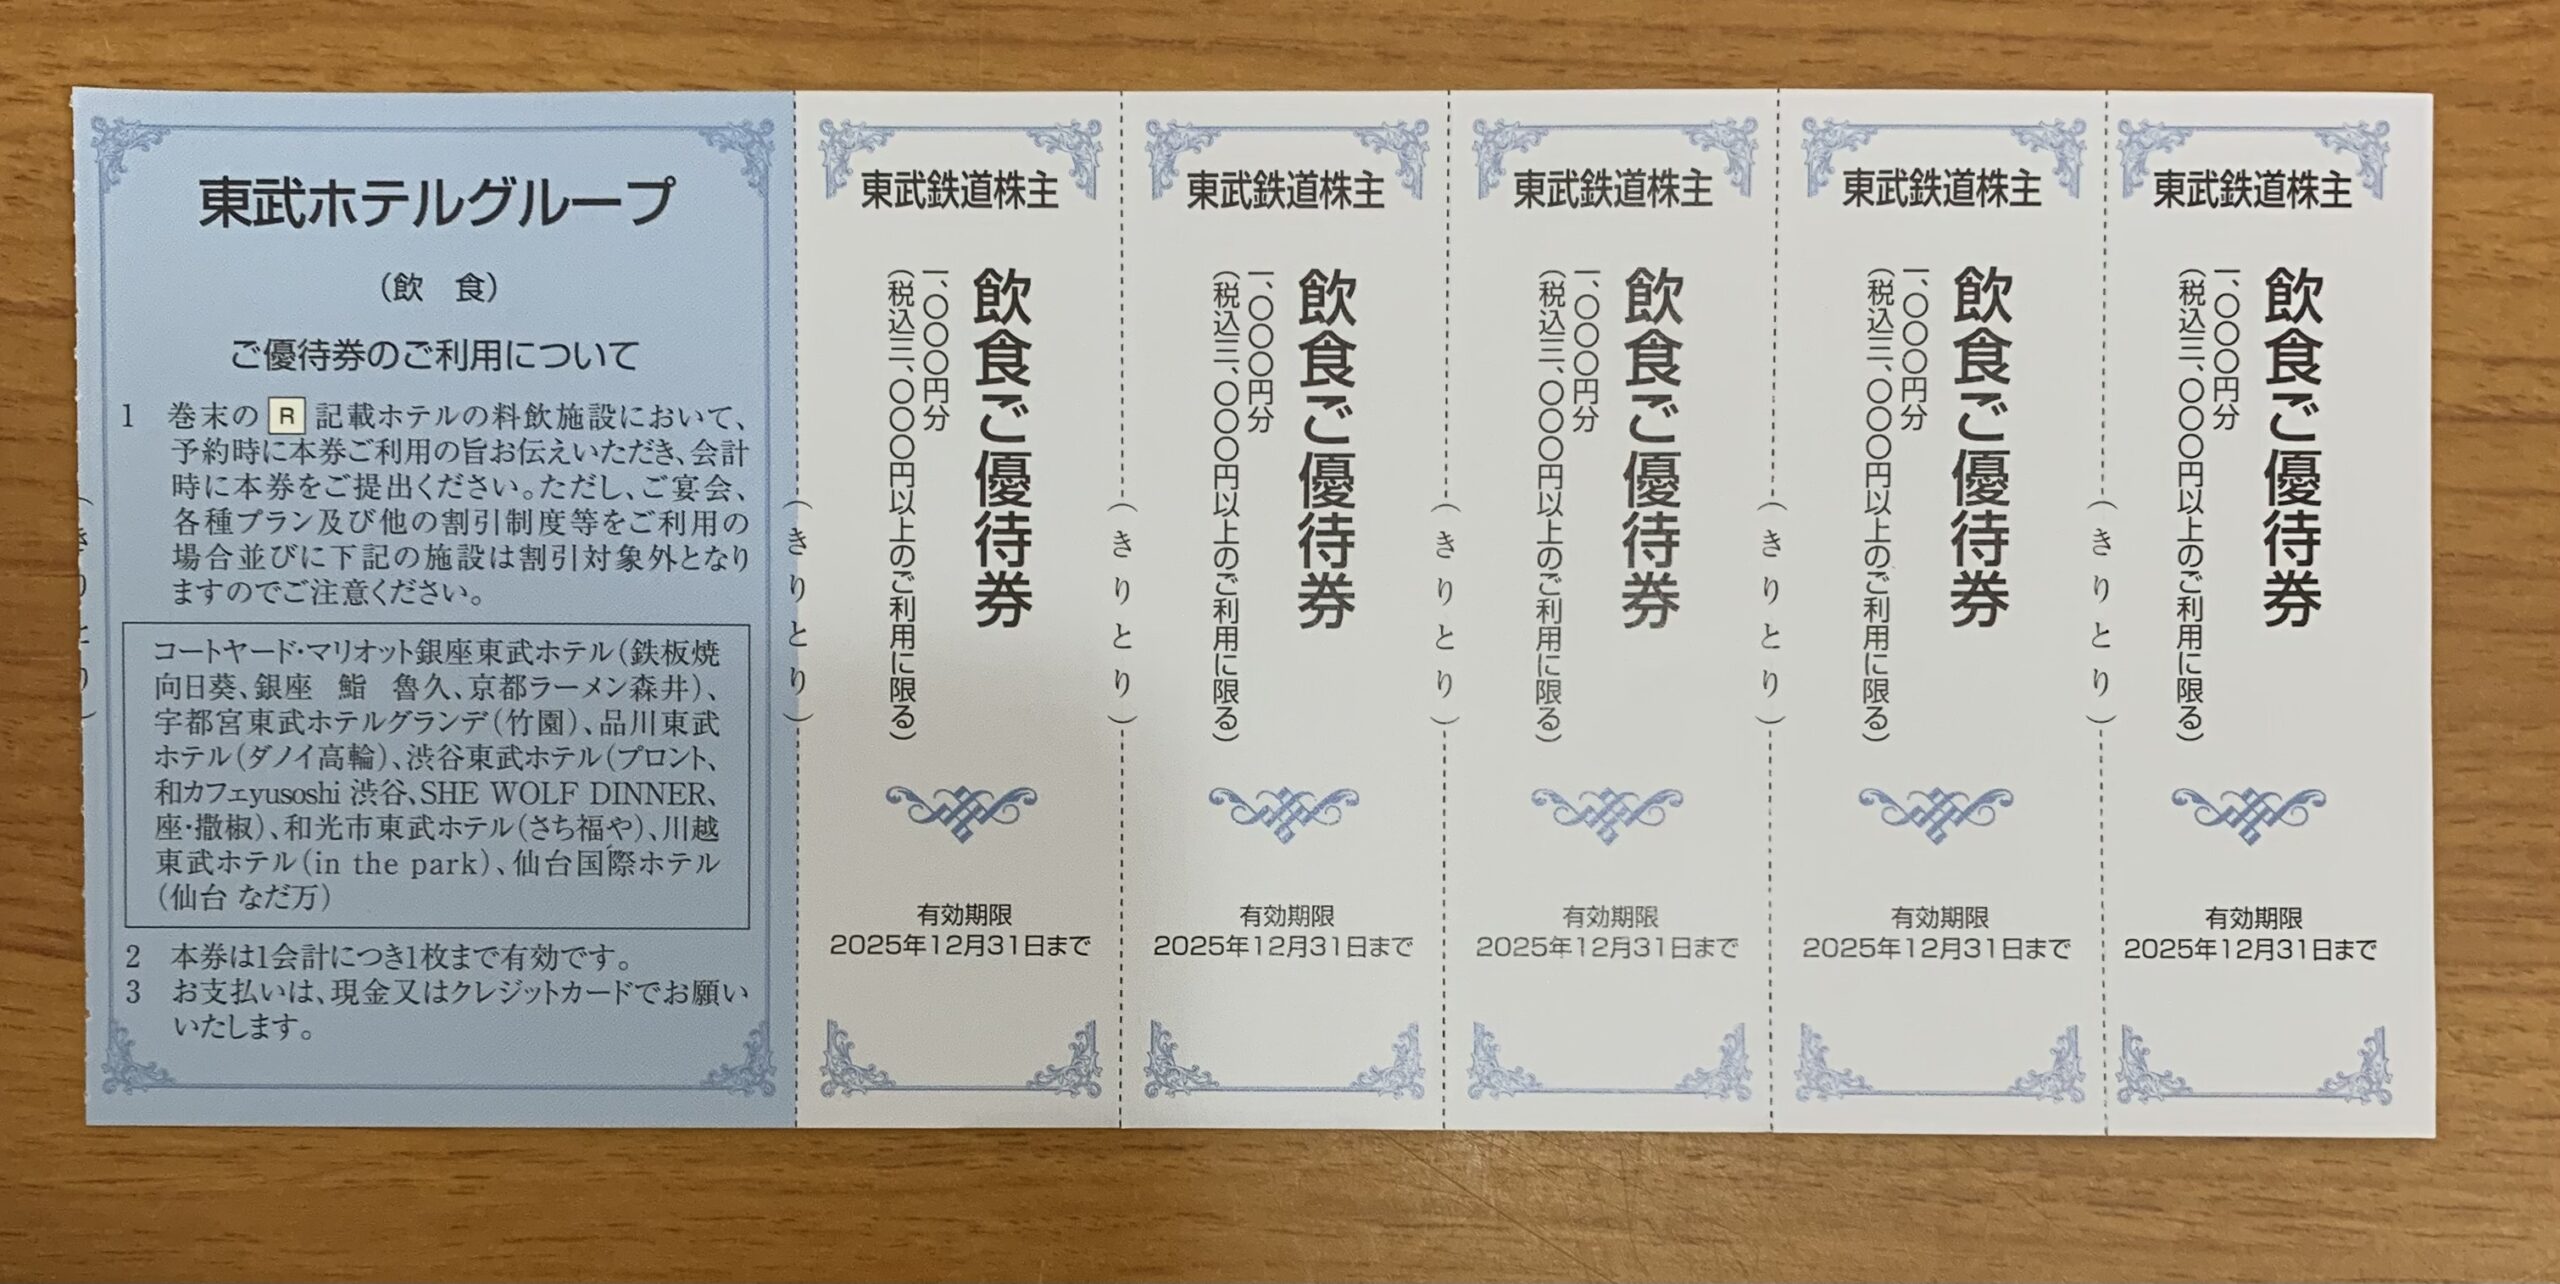 東武ホテルグループ
（飲　食）
ご優待券のご利用について
1　巻末の R 記載ホテルの料飲施設において、
予約時に本券ご利用の旨お伝えいただき、会計
時に本券をご提出ください。ただし、ご宴会、
各種プラン及び他の割引制度等をご利用の
場合並びに下記の施設は割引対象外となり
ますのでご注意ください。
コートヤード・マリオット銀座東武ホテル（鉄板焼
向日葵、銀座　鮨　魯久、京都ラーメン森井）、
宇都宮東武ホテルグランデ（竹園）、品川東武
ホテル（ダノイ高輪）、渋谷東武ホテル（プロント、
和カフェyusoshi 渋谷、SHE WOLF DINNER、
座・撒椒）、和光市東武ホテル（さち福や）、川越
東武ホテル（in the park）、仙台国際ホテル
（仙台 なだ万）
2　本券は1会計につき1枚まで有効です。
3　お支払いは、現金又はクレジットカードでお願い
いたします。
（きりとり）
（きりとり）
東武鉄道株主
飲食ご優待券
一、〇〇〇円分
（税込三、〇〇〇円以上のご利用に限る）
有効期限
2025年12月31日まで
（きりとり）
東武鉄道株主
飲食ご優待券
一、〇〇〇円分
（税込三、〇〇〇円以上のご利用に限る）
有効期限
2025年12月31日まで
（きりとり）
東武鉄道株主
飲食ご優待券
一、〇〇〇円分
（税込三、〇〇〇円以上のご利用に限る）
有効期限
2025年12月31日まで
（きりとり）
東武鉄道株主
飲食ご優待券
一、〇〇〇円分
（税込三、〇〇〇円以上のご利用に限る）
有効期限
2025年12月31日まで
（きりとり）
東武鉄道株主
飲食ご優待券
一、〇〇〇円分
（税込三、〇〇〇円以上のご利用に限る）
有効期限
2025年12月31日まで